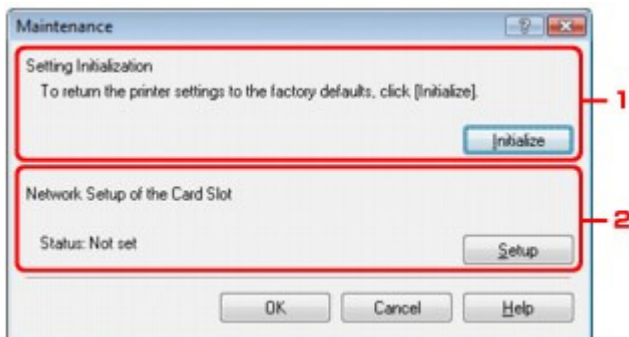 Maintenance
Setting Initialization
To return the printer settings to the factory defaults, click [Initialize].
1
Initialize
Network Setup of the Card Slot
2
Status: Not set
Setup
OK Cancel Help